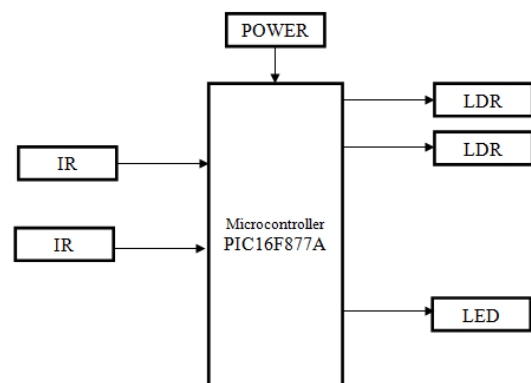 POWER
LDR
LDR
IR
Microcontroller
PIC16F877A
IR
LED